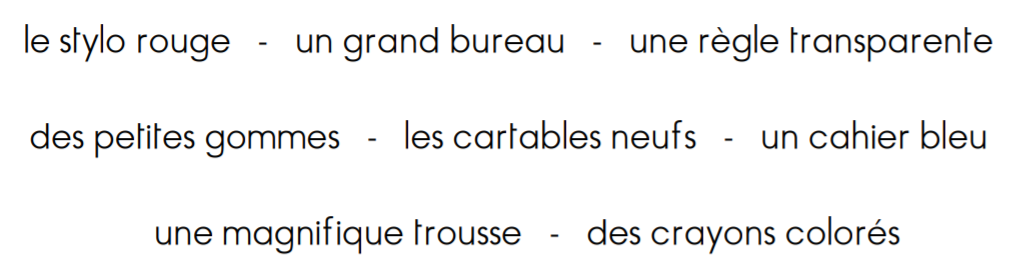 le stylo rouge - un grand bureau - une règle transparente
des petites gommes - les cartables neufs - un cahier bleu
une magnifique trousse - des crayons colorés